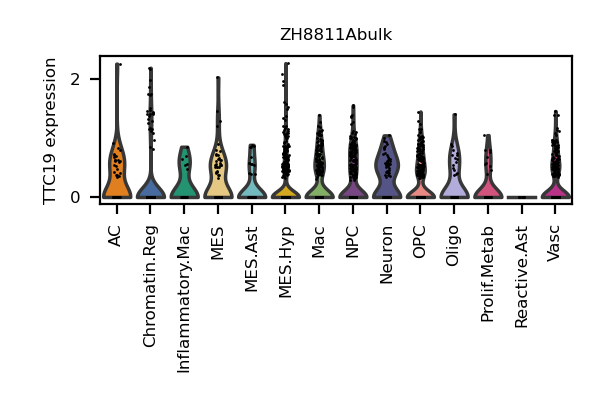 ZH8811Abulk
TTC19 expression
2
0
AC
Chromatin.Reg
Inflammatory.Mac
MES
MES.Ast
MES.Hyp
Mac
NPC
Neuron
OPC
Oligo
Prolif.Metab
Reactive.Ast
Vasc